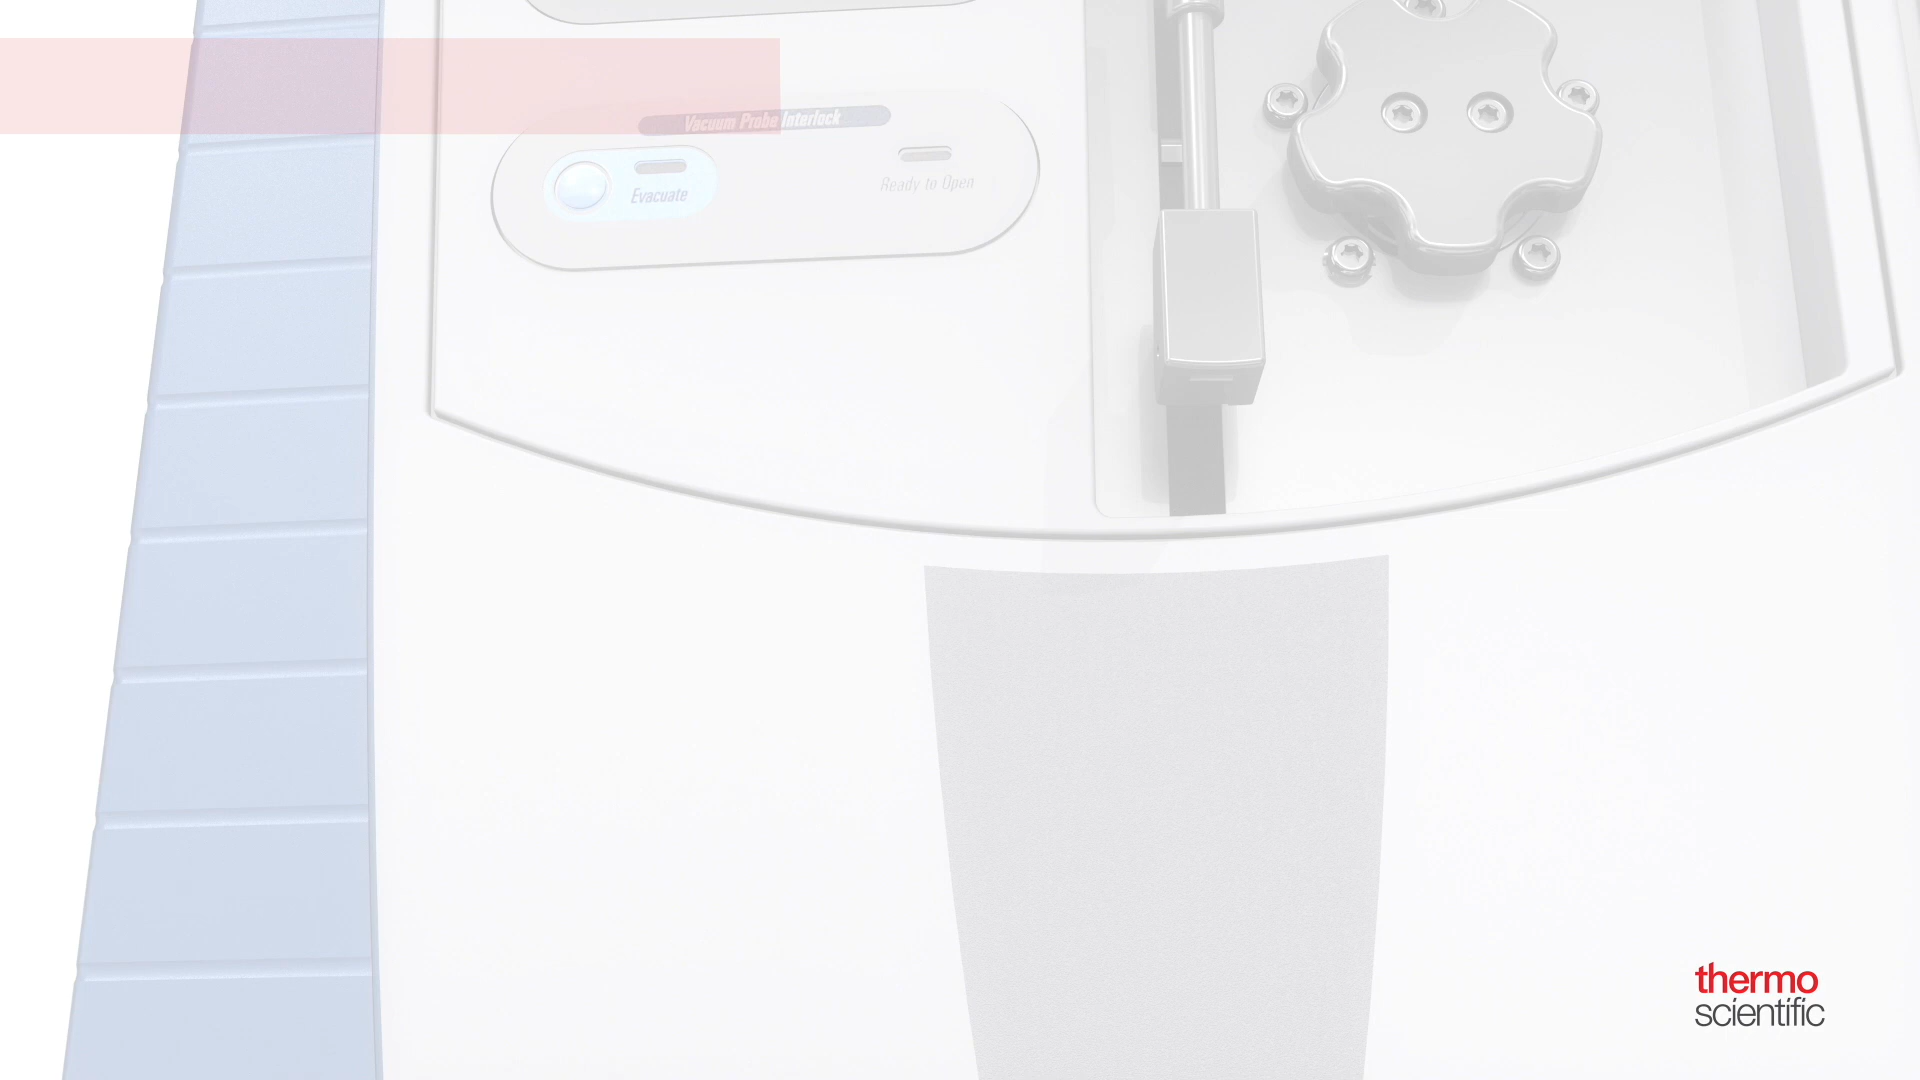 Vacuum Probe Interlock
Evacuate
Ready to Open
thermo
scientific